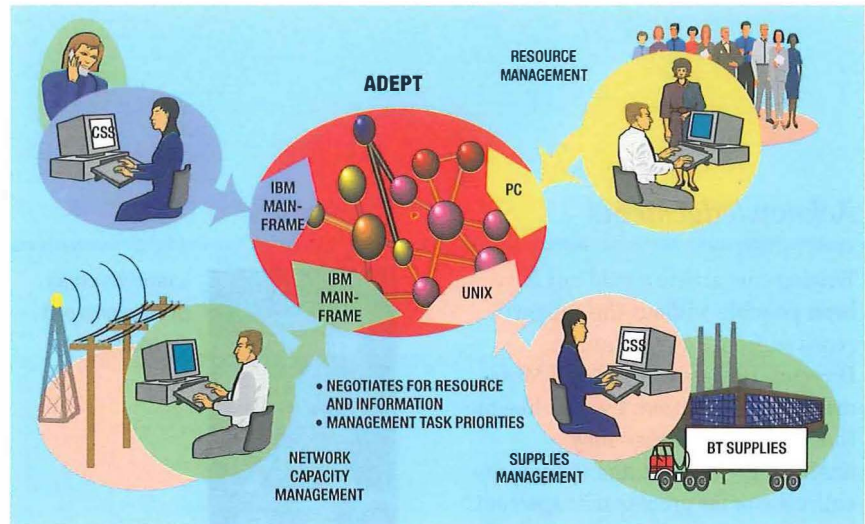 RESOURCE
MANAGEMENT
ADEPT
CSS
IBM
MAIN-
FRAME
PC
IBM
MAIN-
FRAME
UNIX
CSS
• NEGOTIATES FOR RESOURCE
AND INFORMATION
• MANAGEMENT TASK PRIORITIES
BT SUPPLIES
NETWORK
CAPACITY
MANAGEMENT
SUPPLIES
MANAGEMENT